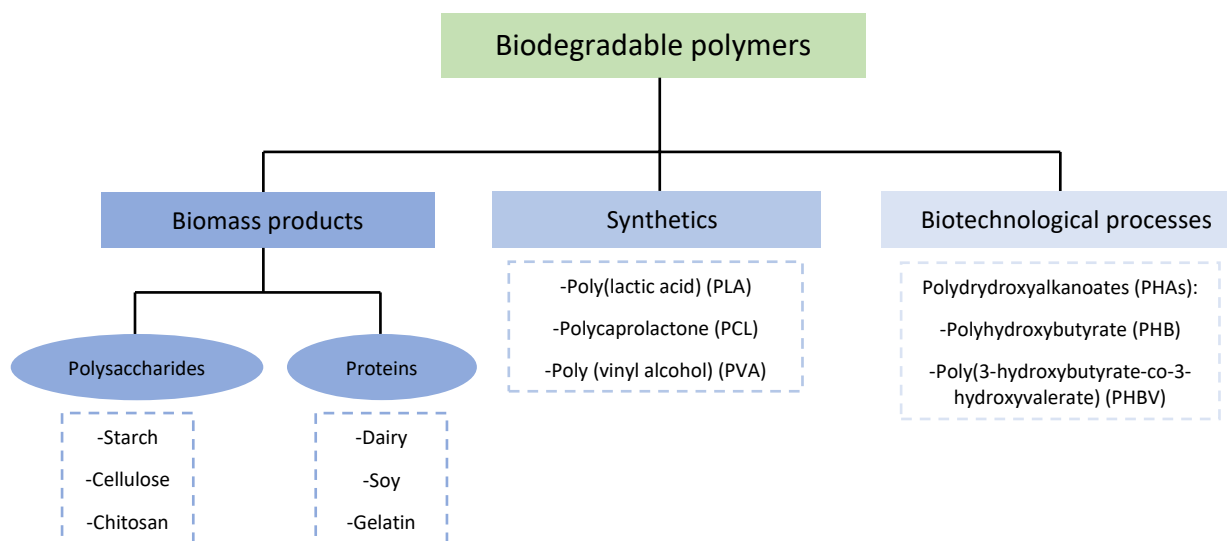 Biodegradable polymers
Biomass products
Synthetics
Biotechnological processes
-Poly(lactic acid) (PLA)
-Polycaprolactone (PCL)
-Poly (vinyl alcohol) (PVA)
Polydrydroxyalkanoates (PHAs):
-Polyhydroxybutyrate (PHB)
-Poly(3-hydroxybutyrate-co-3-
hydroxyvalerate) (PHBV)
Polysaccharides
Proteins
-Starch
-Cellulose
-Chitosan
-Dairy
-Soy
-Gelatin